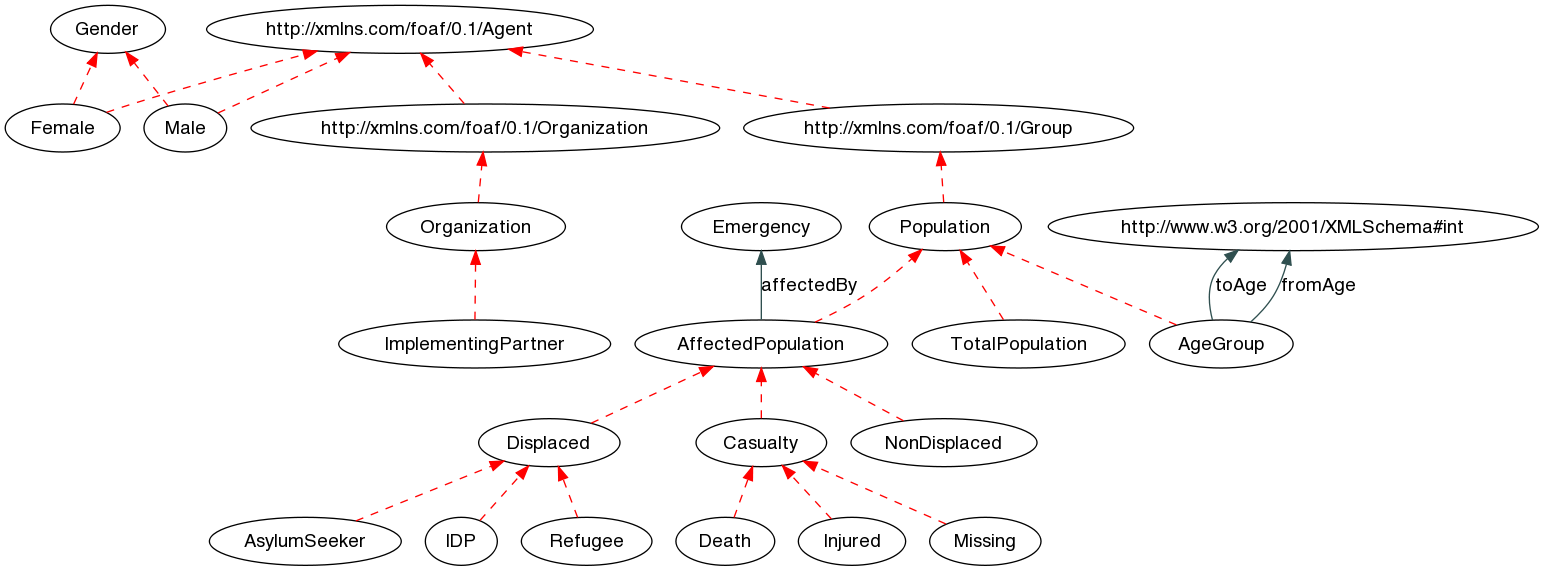 Gender
http://xmlns.com/foaf/0.1/Agent
Female
Male
http://xmlns.com/foaf/0.1/Organization
http://xmlns.com/foaf/0.1/Group
Organization
Emergency
Population
http://www.w3.org/2001/XMLSchema#int
affectedBy
toAge
fromAge
ImplementingPartner
AffectedPopulation
TotalPopulation
AgeGroup
Displaced
Casualty
NonDisplaced
AsylumSeeker
IDP
Refugee
Death
Injured
Missing